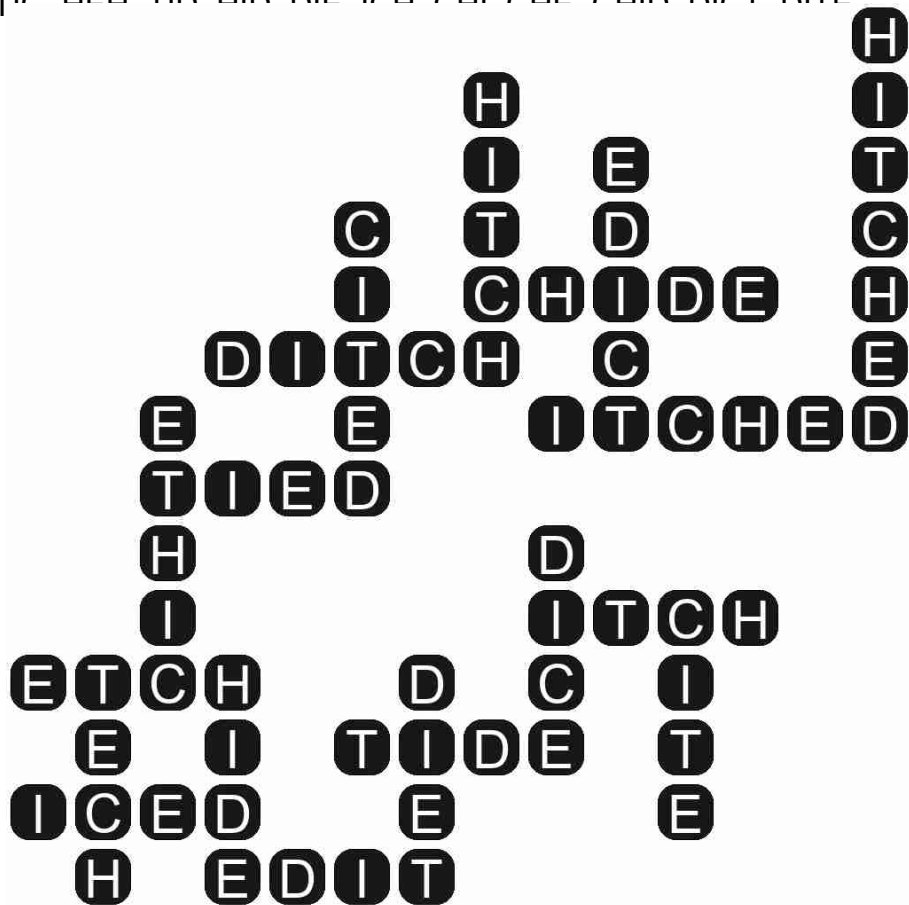 H
H I
I E T
C T D C
I CHIDE H
DITCH C E
E E ITCHED
TIED
H D
I ITCH
ETCH D C I
E I TIDE T
ICED E E
H EDIT